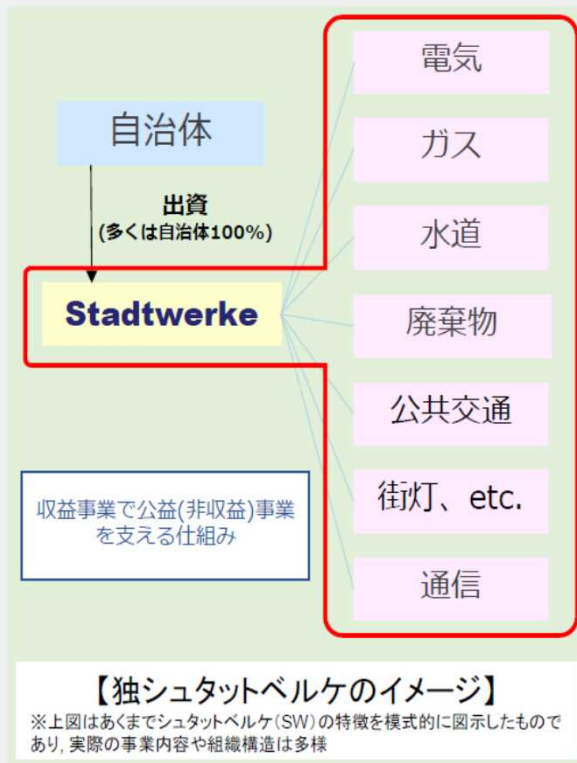 自治体
出資
(多くは自治体100%)
Stadtwerke
収益事業で公益(非収益)事業
を支える仕組み
電気
ガス
水道
廃棄物
公共交通
街灯、etc.
通信
【独シュタットベルケのイメージ】
※上図はあくまでシュタットベルケ(SW)の特徴を模式的に図示したもので
あり, 実際の事業内容や組織構造は多様